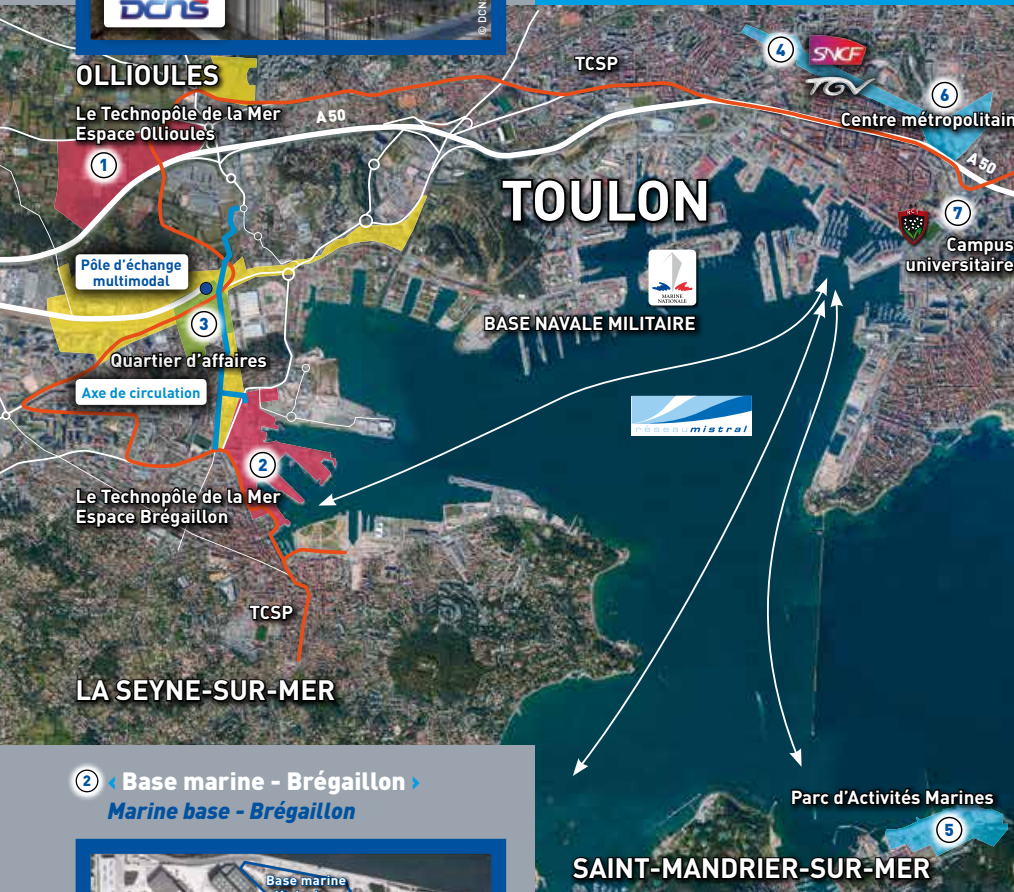 DCNS
© DCN
OLLIOULES
Le Technopôle de la Mer
Espace Ollioules
1
A 50
TCSP
4
SNCF
TGV
6
Centre métropolitain
A 50
TOULON
7
Campus
universitaire
Pôle d'échange
multimodal
MARINE
NATIONALE
BASE NAVALE MILITAIRE
3
Quartier d'affaires
Axe de circulation
réseaumistral
2
Le Technopôle de la Mer
Espace Brégaillon
TCSP
LA SEYNE-SUR-MER
2 ‹ Base marine - Brégaillon ›
Marine base - Brégaillon
Base marine
Parc d'Activités Marines
5
SAINT-MANDRIER-SUR-MER